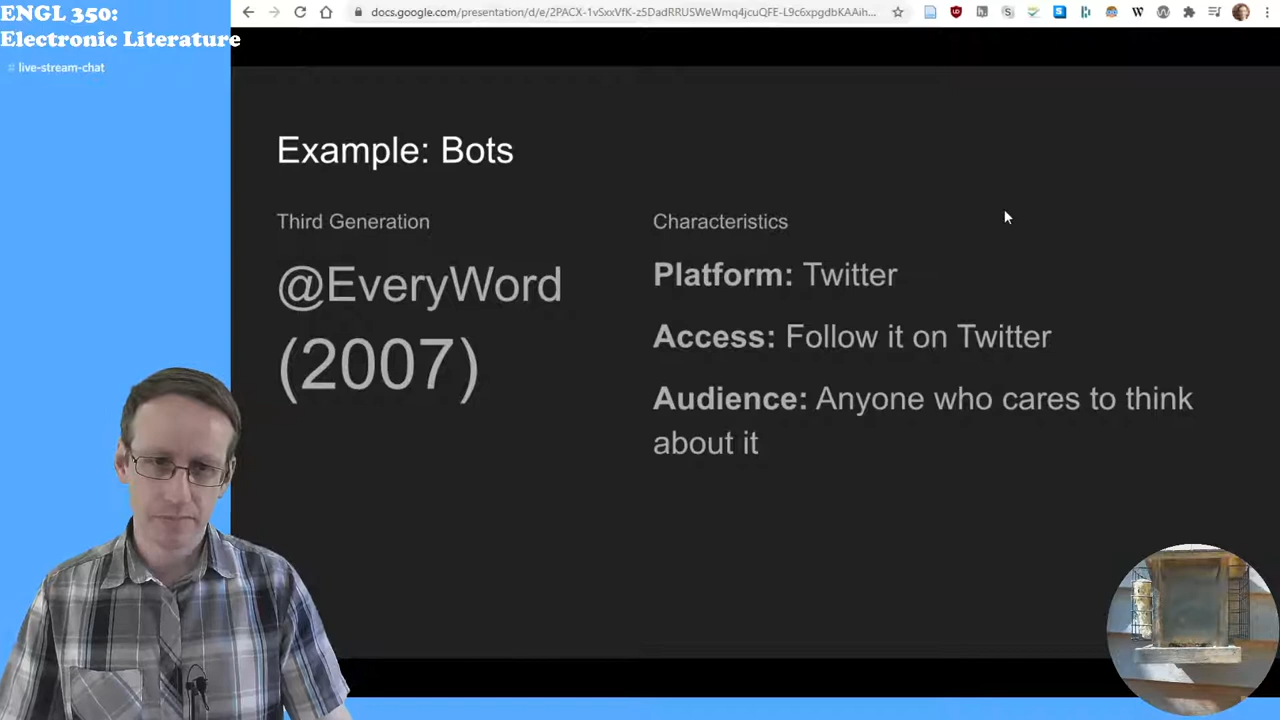 ENGL 350:
Electronic Literature
# live-stream-chat
docs.google.com/presentation/d/e/2PACX-1vSxxVfK-z5DadRRUSWeWmq4jcuQFE-L9c6xpgdbKAAih...
Example: Bots
Third Generation
@EveryWord
(2007)
Characteristics
Platform: Twitter
Access: Follow it on Twitter
Audience: Anyone who cares to think
about it